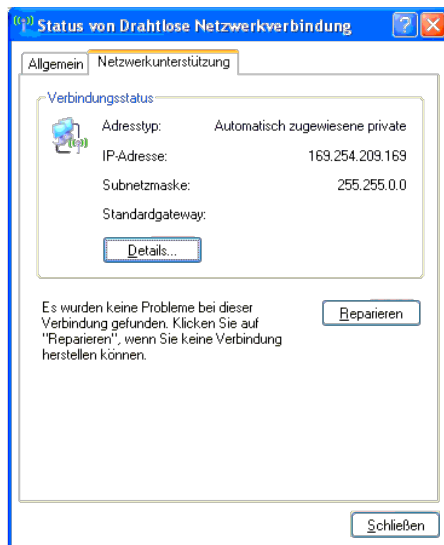 Status von Drahtlose Netzwerkverbindung
Allgemein Netzwerkunterstützung
Verbindungsstatus
Adresstyp: Automatisch zugewiesene private
IP-Adresse: 169.254.209.169
Subnetzmaske: 255.255.0.0
Standardgateway:
Details...
Es wurden keine Probleme bei dieser
Verbindung gefunden. Klicken Sie auf
"Reparieren", wenn Sie keine Verbindung
herstellen können.
Reparieren
Schließen